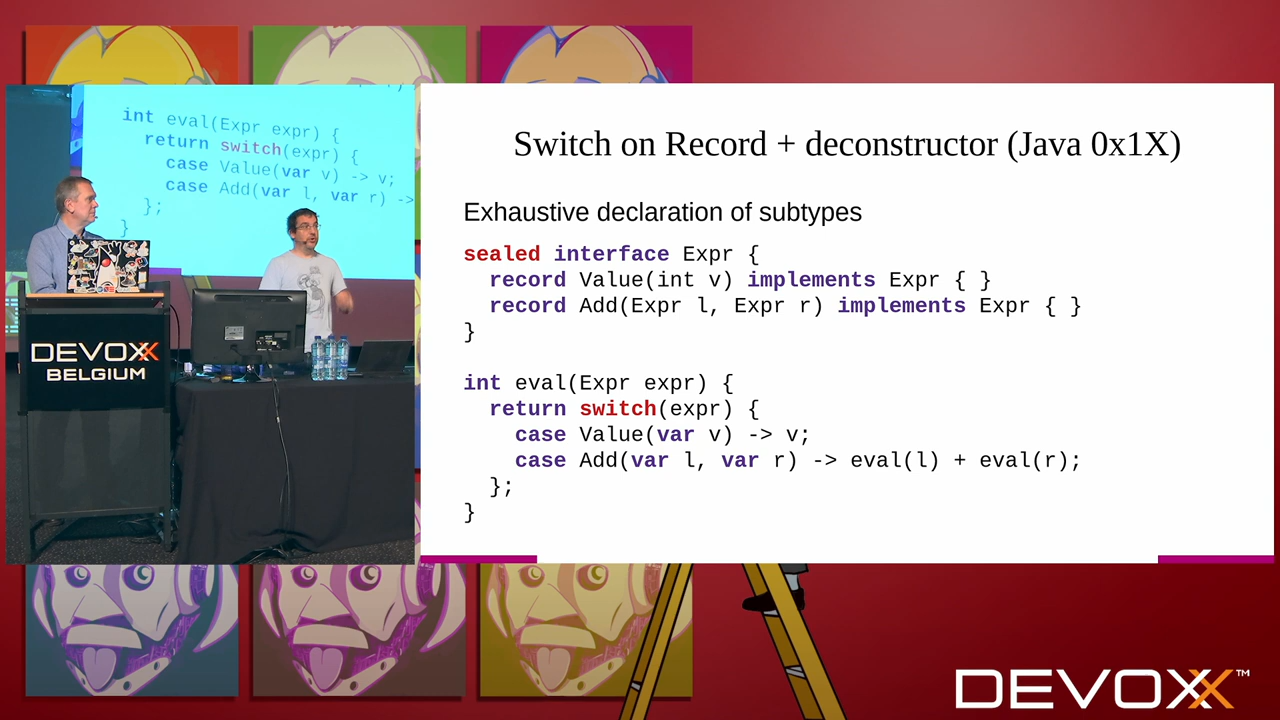 int eval(Expr expr) {
return switch(expr) {
case Value(var v) -> v;
case Add(var l, var r) ->
};
}
DEVOXX
BELGIUM
Switch on Record + deconstructor (Java 0x1X)
Exhaustive declaration of subtypes
sealed interface Expr {
record Value(int v) implements Expr { }
record Add(Expr l, Expr r) implements Expr { }
}
int eval(Expr expr) {
return switch(expr) {
case Value(var v) -> v;
case Add(var l, var r) -> eval(l) + eval(r);
};
}
DEVOXX™